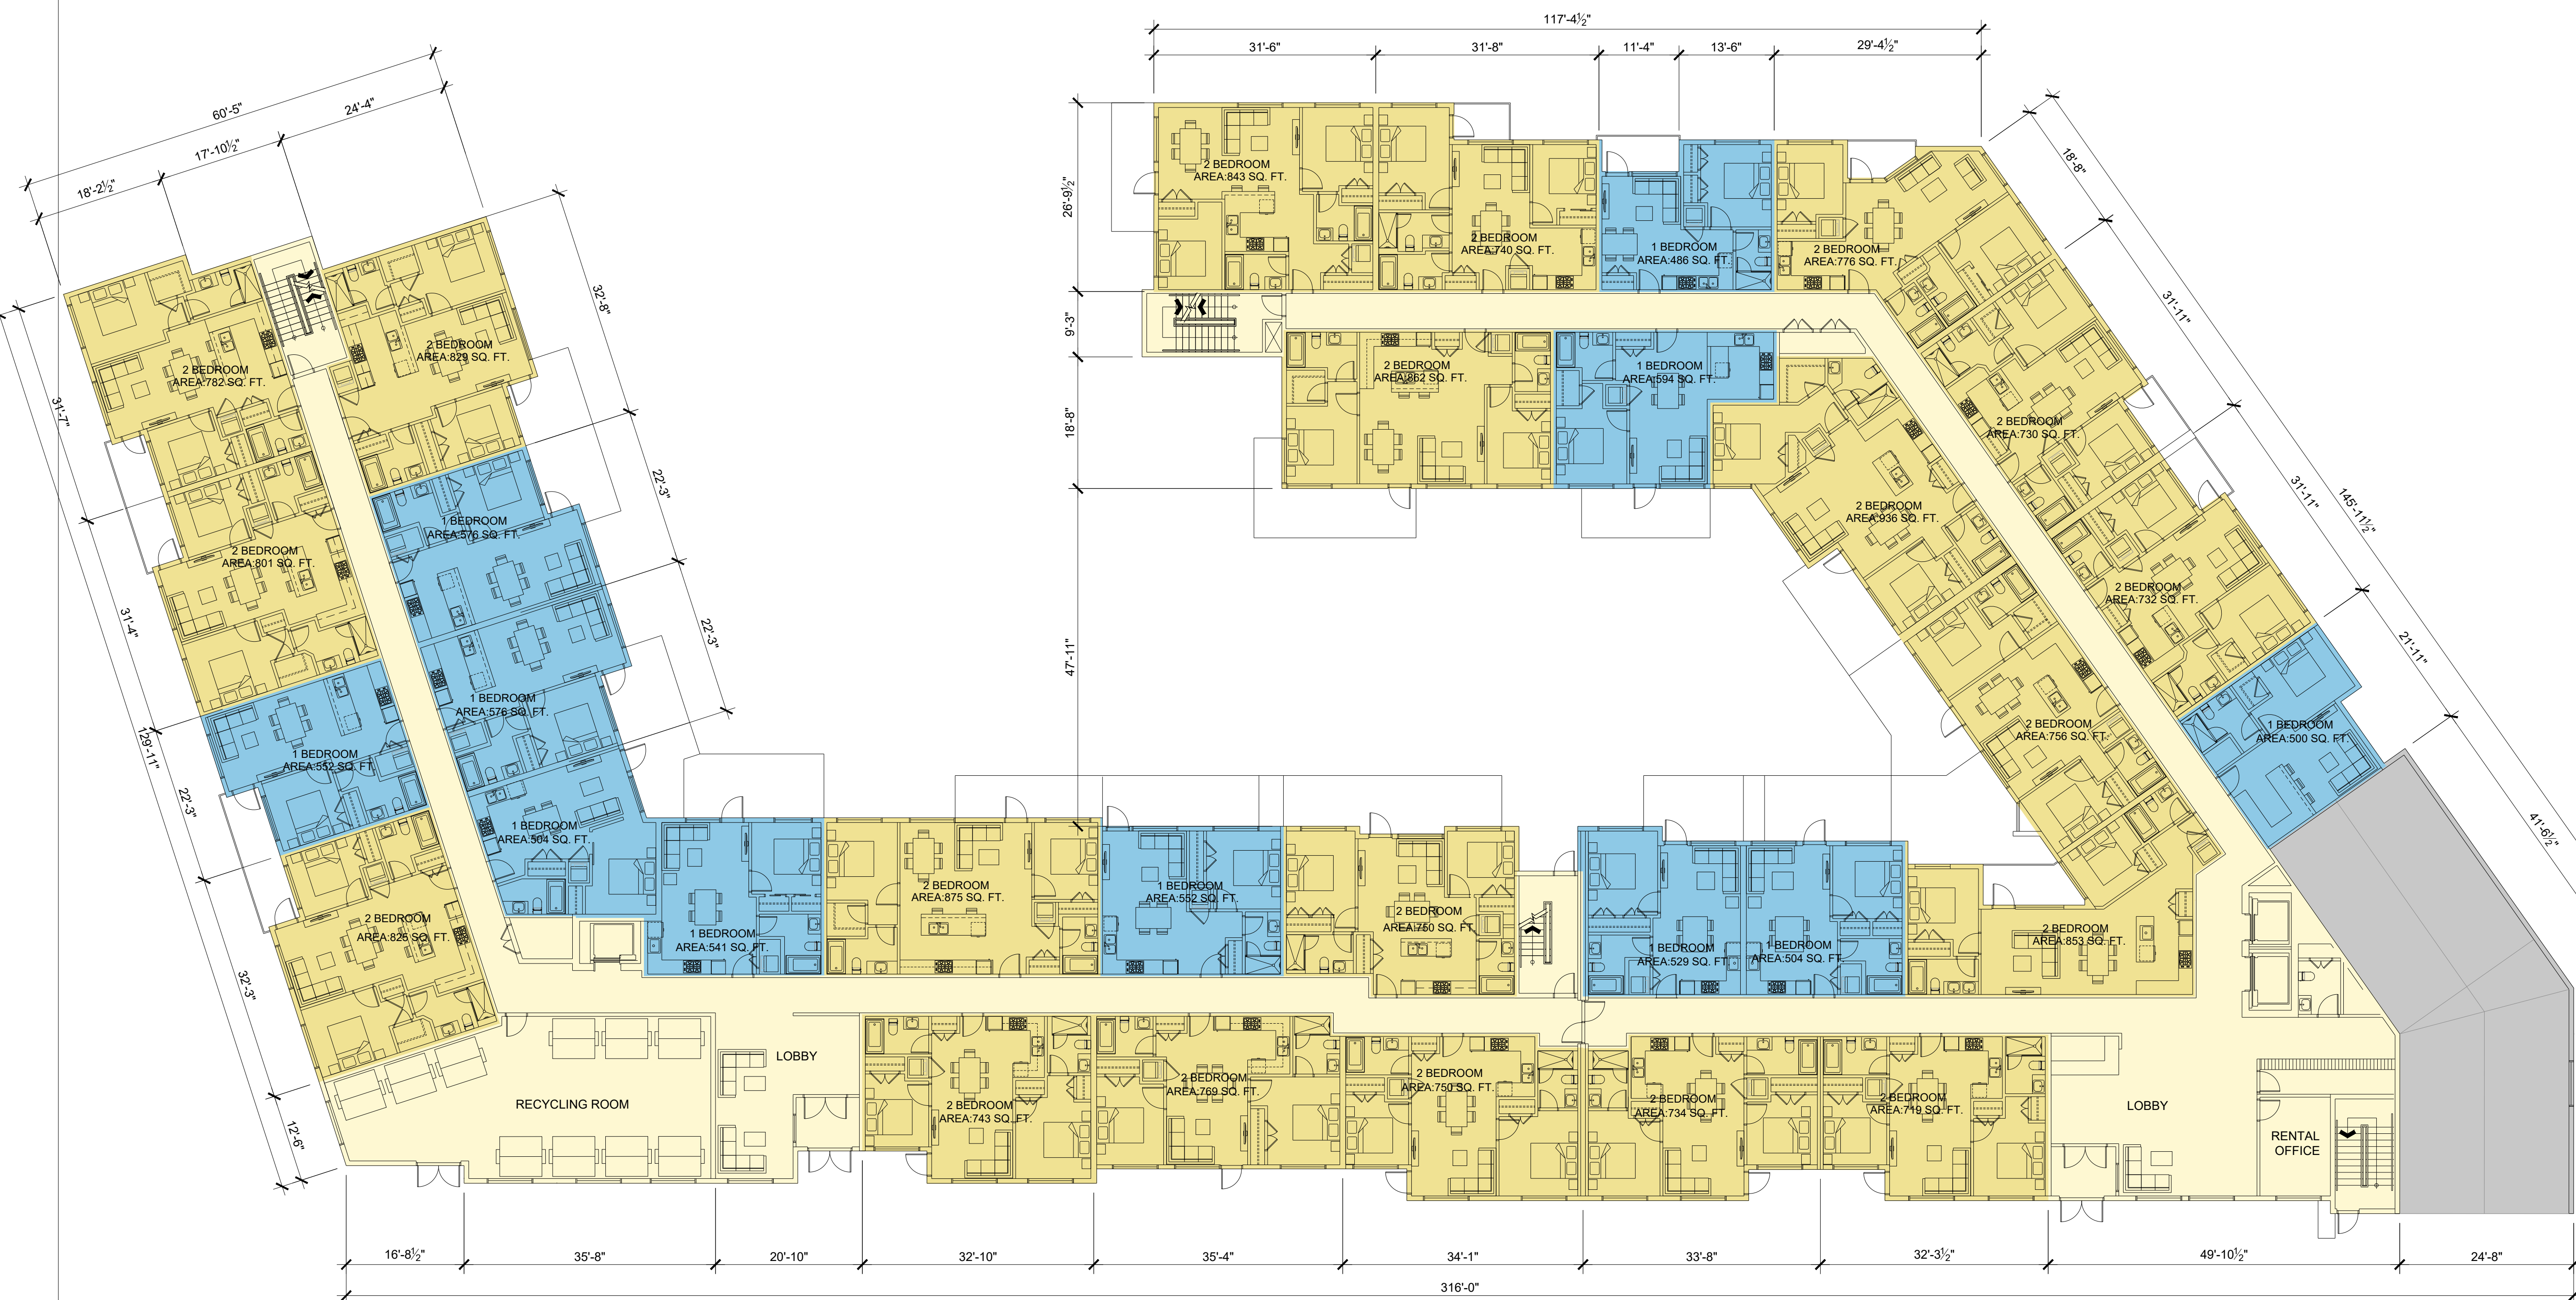 117'-4½"
31'-6"
31'-8"
11'-4"
13'-6"
29'-4½"
60'-5"
24'-4"
17'-10½"
18'-2½"
26'-9½"
9'-3"
18'-8"
47'-11"
18'-8"
31'-11"
31'-11"
145'-11½"
21'-11"
41'-6½"
32'-8"
22'-3"
22'-3"
31'-7"
31'-4"
129'-11"
22'-3"
32'-3"
12'-6"
2 BEDROOM
AREA:843 SQ. FT.
2 BEDROOM
AREA:740 SQ. FT.
1 BEDROOM
AREA:486 SQ. FT.
2 BEDROOM
AREA:776 SQ. FT.
2 BEDROOM
AREA:862 SQ. FT.
1 BEDROOM
AREA:594 SQ. FT.
2 BEDROOM
AREA:730 SQ. FT.
2 BEDROOM
AREA:936 SQ. FT.
2 BEDROOM
AREA:732 SQ. FT.
2 BEDROOM
AREA:756 SQ. FT.
1 BEDROOM
AREA:500 SQ. FT.
2 BEDROOM
AREA:829 SQ. FT.
2 BEDROOM
AREA:782 SQ. FT.
1 BEDROOM
AREA:576 SQ. FT.
2 BEDROOM
AREA:801 SQ. FT.
1 BEDROOM
AREA:576 SQ. FT.
1 BEDROOM
AREA:552 SQ. FT.
1 BEDROOM
AREA:504 SQ. FT.
2 BEDROOM
AREA:825 SQ. FT.
1 BEDROOM
AREA:541 SQ. FT.
2 BEDROOM
AREA:875 SQ. FT.
1 BEDROOM
AREA:552 SQ. FT.
2 BEDROOM
AREA:750 SQ. FT.
1 BEDROOM
AREA:529 SQ. FT.
1 BEDROOM
AREA:504 SQ. FT.
2 BEDROOM
AREA:853 SQ. FT.
RECYCLING ROOM
LOBBY
2 BEDROOM
AREA:743 SQ. FT.
2 BEDROOM
AREA:769 SQ. FT.
2 BEDROOM
AREA:750 SQ. FT.
2 BEDROOM
AREA:734 SQ. FT.
2 BEDROOM
AREA:719 SQ. FT.
LOBBY
RENTAL
OFFICE
16'-8½"
35'-8"
20'-10"
32'-10"
35'-4"
34'-1"
33'-8"
32'-3½"
49'-10½"
24'-8"
316'-0"